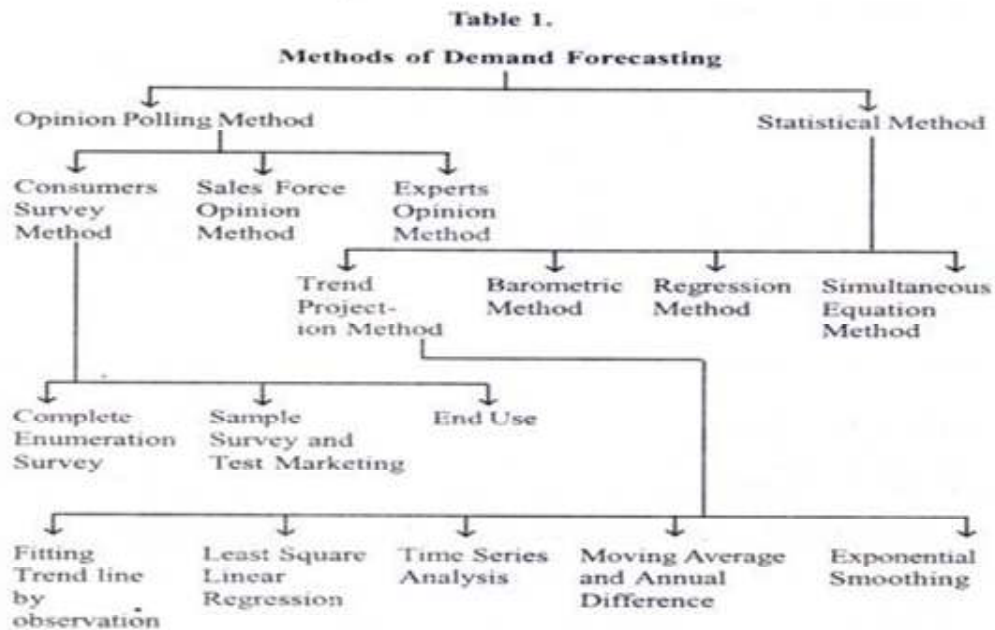 Table 1.
Methods of Demand Forecasting
Opinion Polling Method
Statistical Method
Consumers
Survey
Method
Sales Force
Opinion
Method
Experts
Opinion
Method
Trend
Project-
ion Method
Barometric
Method
Regression
Method
Simultaneous
Equation
Method
Complete
Enumeration
Survey
Sample
Survey and
Test Marketing
End Use
Fitting
Trend line
by
observation
Least Square
Linear
Regression
Time Series
Analysis
Moving Average
and Annual
Difference
Exponential
Smoothing